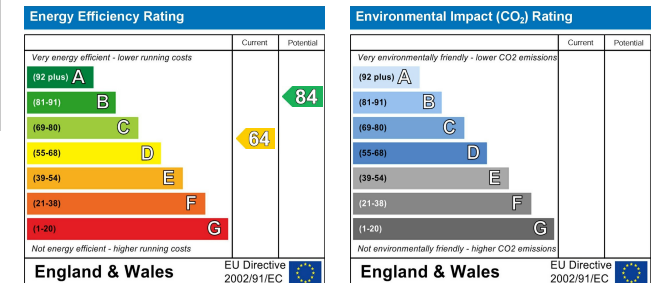 Energy Efficiency Rating
Current Potential
Very energy efficient - lower running costs
(92 plus) A
(81-91) B
84
(69-80) C
64
(55-68) D
(39-54) E
(21-38) F
(1-20) G
Not energy efficient - higher running costs
England & Wales
EU Directive
2002/91/EC
Environmental Impact (CO₂) Rating
Current Potential
Very environmentally friendly - lower CO2 emissions
(92 plus) A
(81-91) B
(69-80) C
(55-68) D
(39-54) E
(21-38) F
(1-20) G
Not environmentally friendly - higher CO2 emissions
England & Wales
EU Directive
2002/91/EC